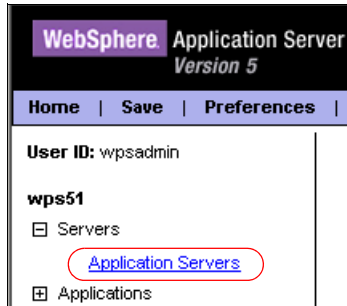 WebSphere. Application Server
Version 5
Home | Save | Preferences |
User ID: wpsadmin
wps51
Servers
Application Servers
Applications